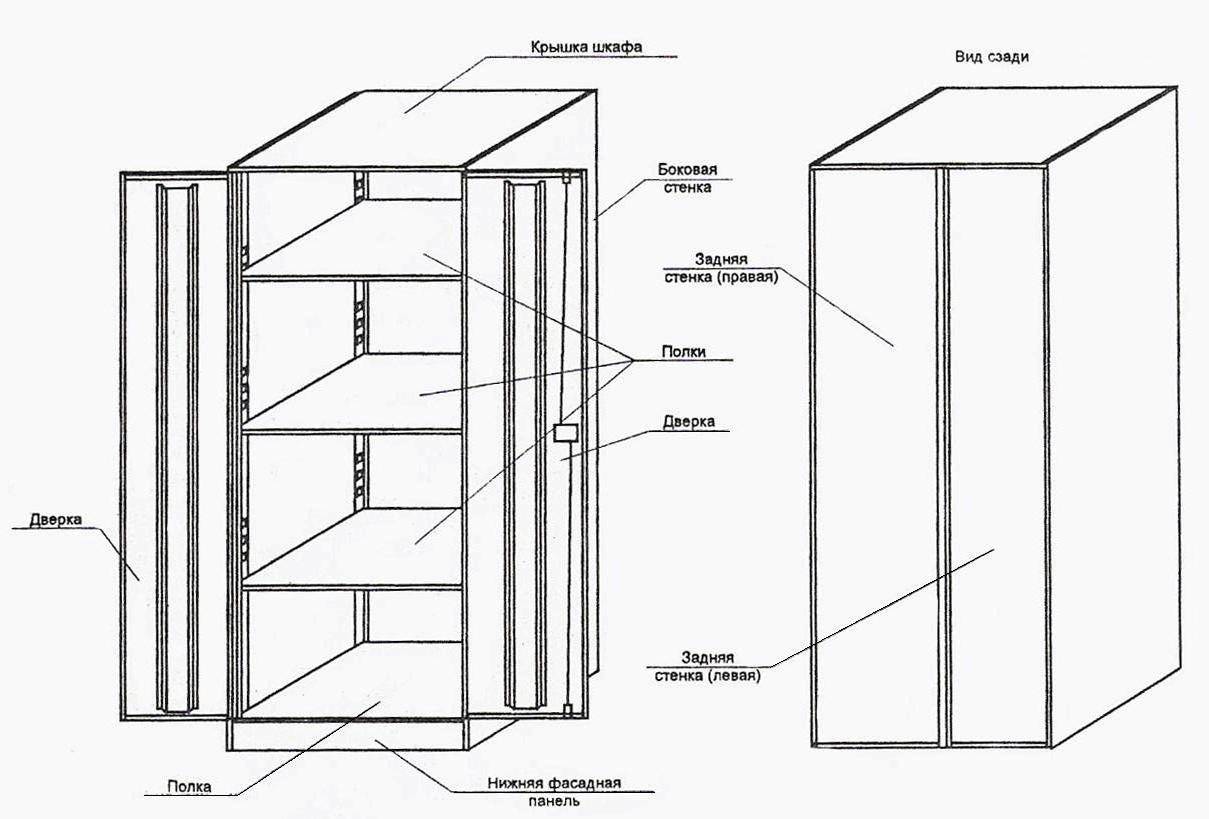 Крышка шкафа
Вид сзади
Боковая
стенка
Задняя
стенка (правая)
Полки
Дверка
Дверка
Задняя
стенка (левая)
Полка
Нижняя фасадная
панель